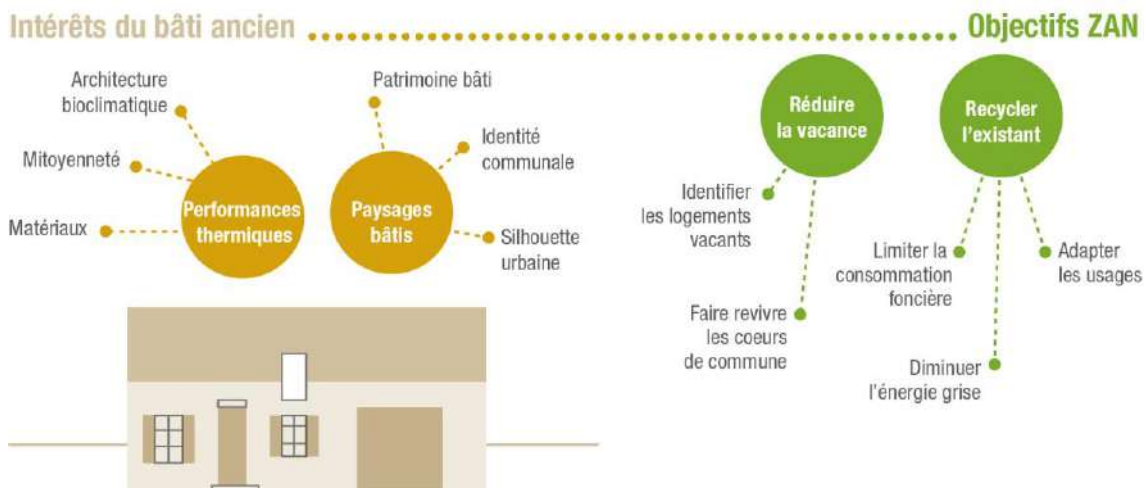 Intérêts du bâti ancien
Objectifs ZAN
Architecture
bioclimatique
Mitoyenneté
Matériaux
Performances
thermiques
Patrimoine bâti
Identité
communale
Silhouette
urbaine
Paysages
bâtis
Réduire
la vacance
Identifier
les logements
vacants
Faire revivre
les coeurs
de commune
Recycler
l'existant
Limiter la
consommation
foncière
Diminuer
l'énergie grise
Adapter
les usages